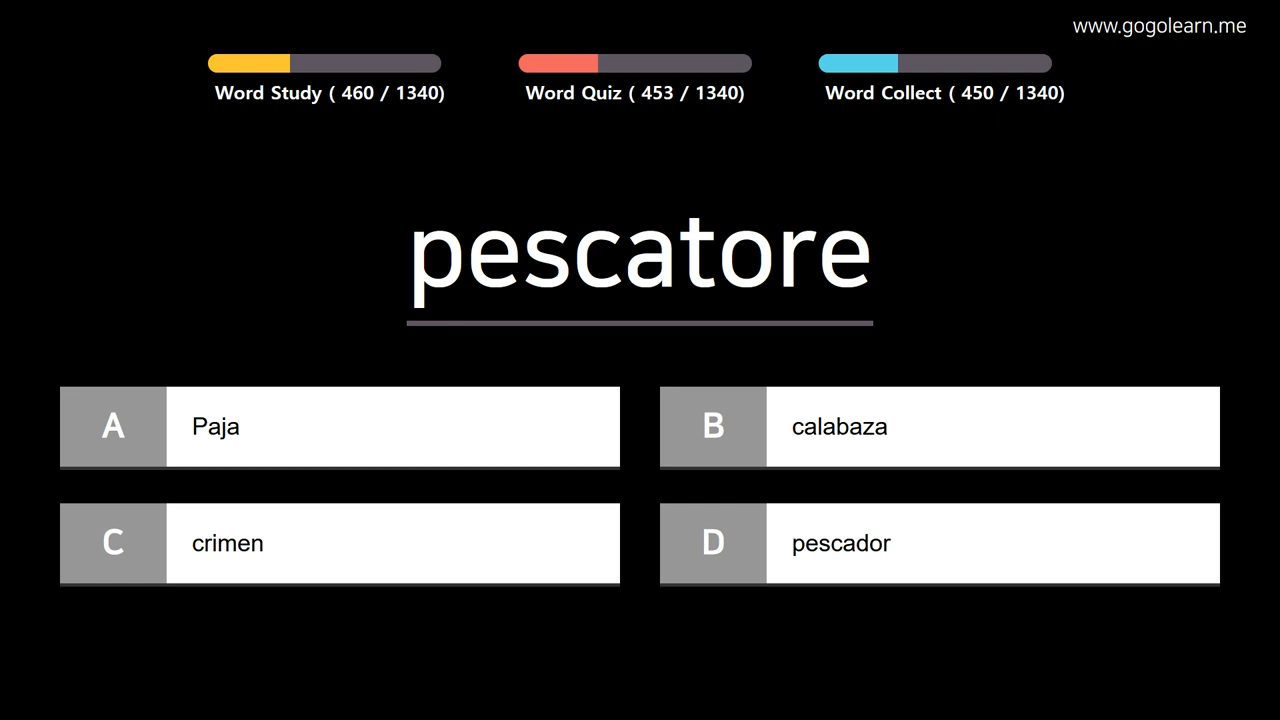 www.gogolearn.me
Word Study ( 460 / 1340)
Word Quiz ( 453 / 1340)
Word Collect ( 450 / 1340)
pescatore
A
Paja
B
calabaza
C
crimen
D
pescador